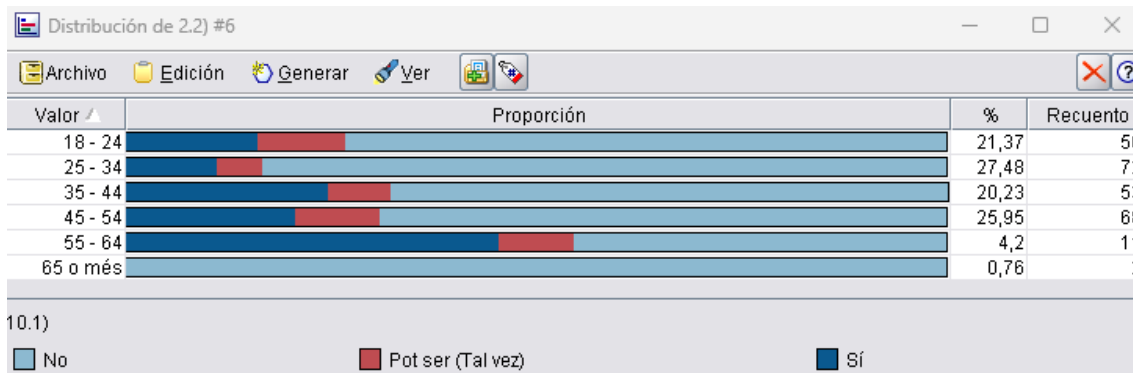 Distribución de 2.2) #6
Archivo Edición Generar Ver
Valor Proporción % Recuento
18 - 24 21,37
25 - 34 27,48
35 - 44 20,23
45 - 54 25,95
55 - 64 4,2
65 o més 0,76
10.1)
No Pot ser (Tal vez) Sí